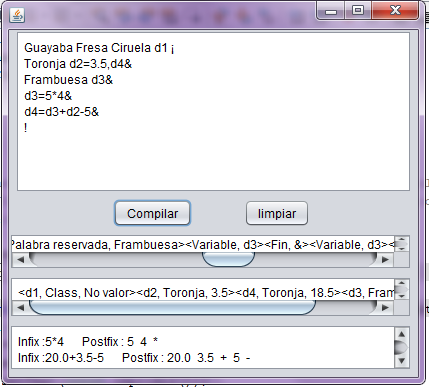 Guayaba Fresa Ciruela d1 ¡
Toronja d2=3.5,d4&
Frambuesa d3&
d3=5*4&
d4=d3+d2-5&
!
Compilar limpiar
Palabra reservada, Frambuesa><Variable, d3><Fin, &><Variable, d3><
<d1, Class, No valor><d2, Toronja, 3.5><d4, Toronja, 18.5><d3, Fram
Infix :5*4 Postfix : 5 4 *
Infix :20.0+3.5-5 Postfix : 20.0 3.5 + 5 -